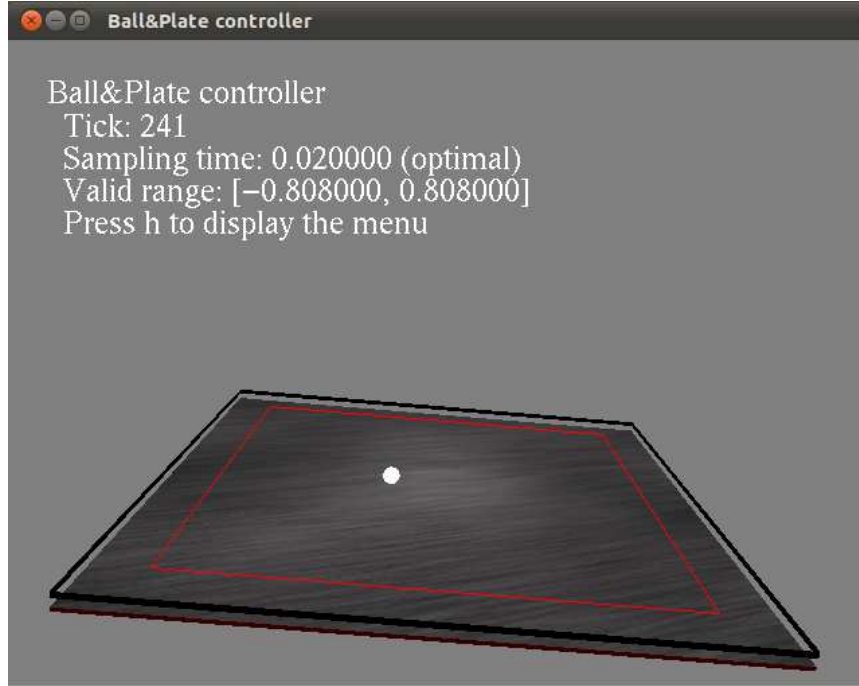 Ball&Plate controller
Ball&Plate controller
Tick: 241
Sampling time: 0.020000 (optimal)
Valid range: [−0.808000, 0.808000]
Press h to display the menu